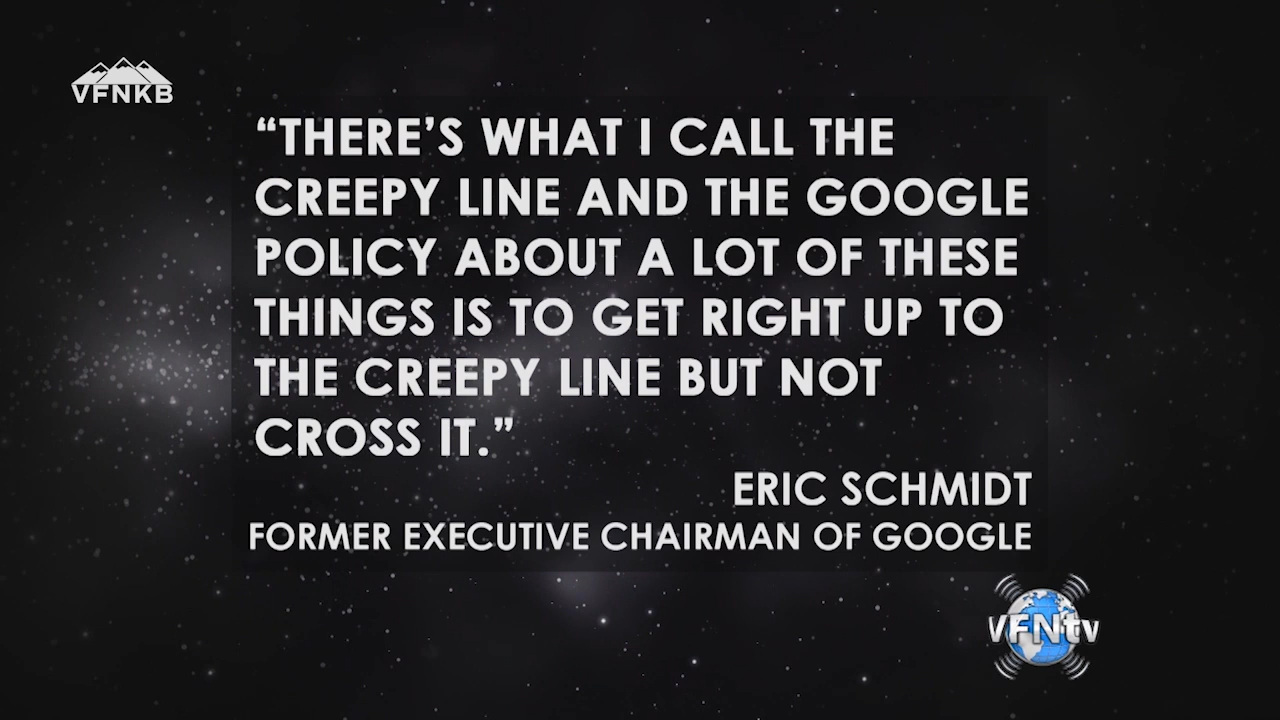 VFNKB
“THERE’S WHAT I CALL THE
CREEPY LINE AND THE GOOGLE
POLICY ABOUT A LOT OF THESE
THINGS IS TO GET RIGHT UP TO
THE CREEPY LINE BUT NOT
CROSS IT.”
ERIC SCHMIDT
FORMER EXECUTIVE CHAIRMAN OF GOOGLE
VFNtv